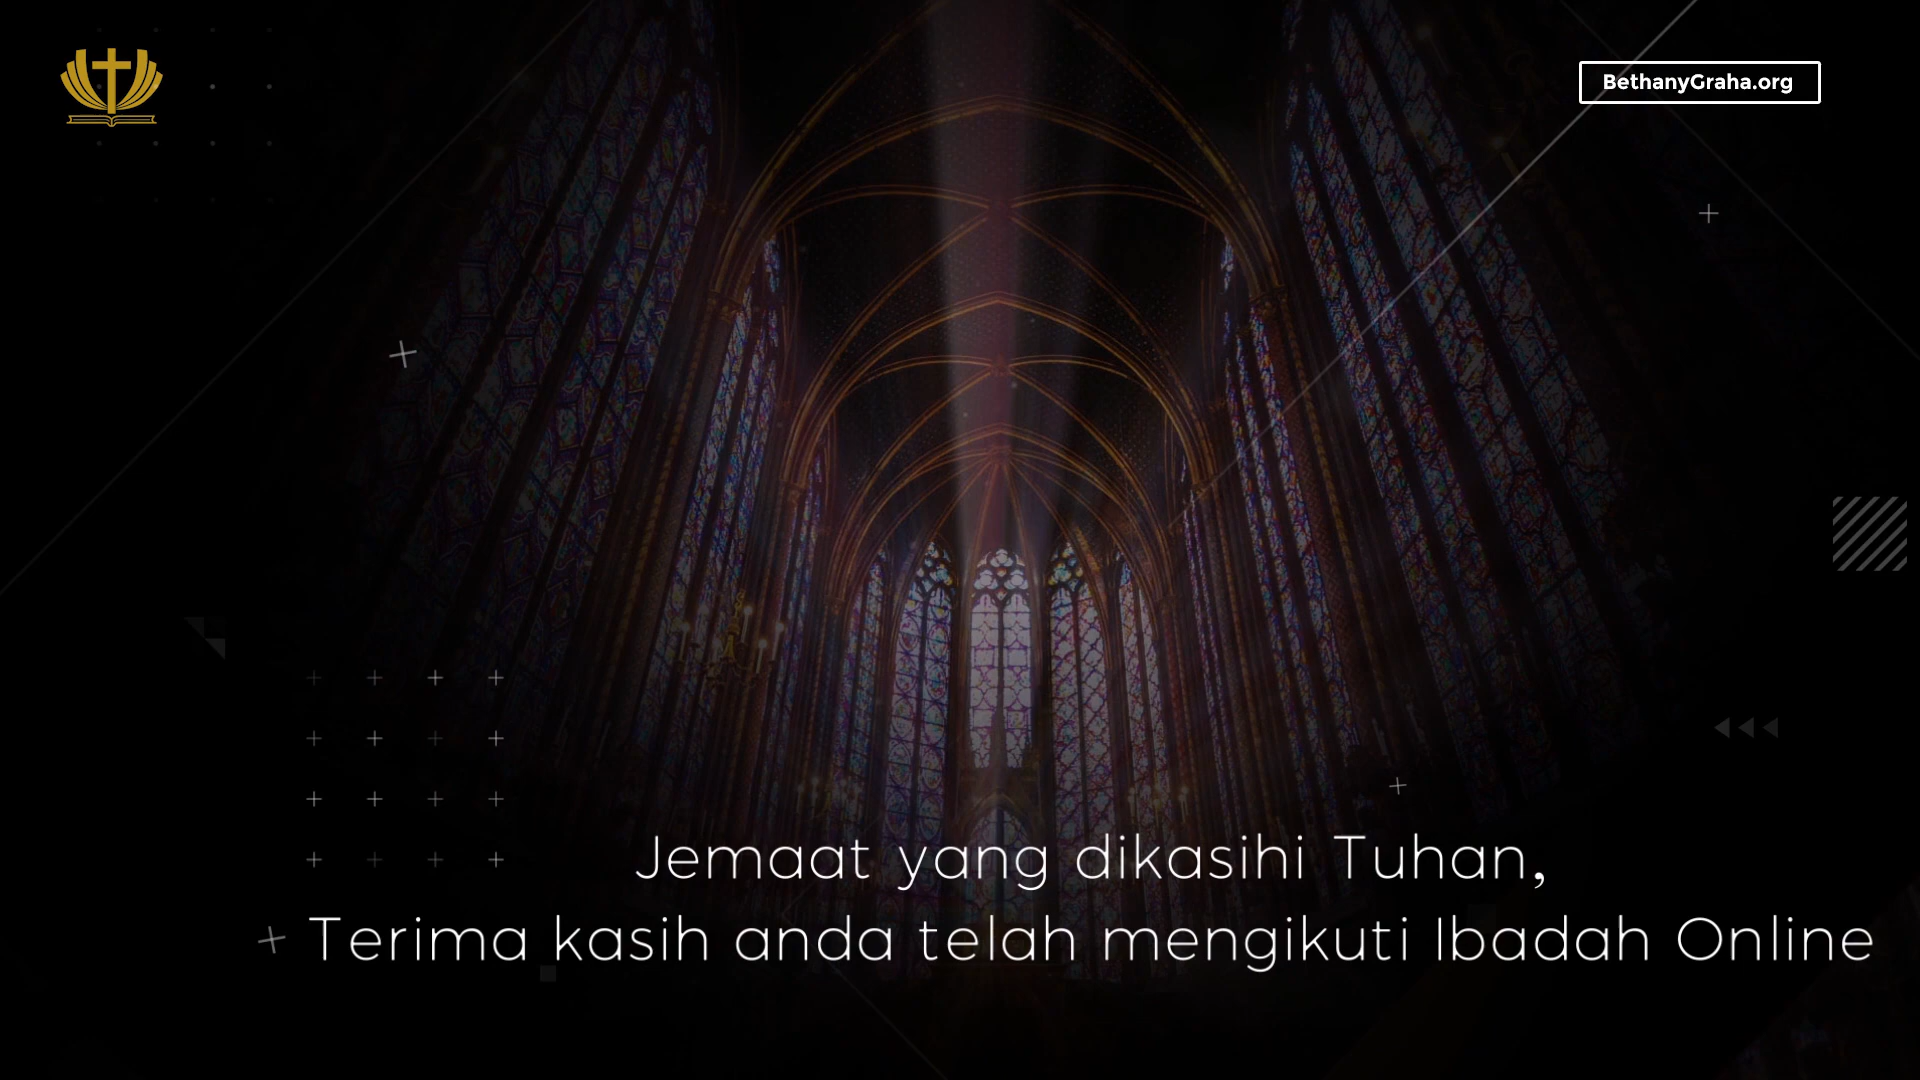 BethanyGraha.org
Jemaat yang dikasihi Tuhan,
Terima kasih anda telah mengikuti Ibadah Online